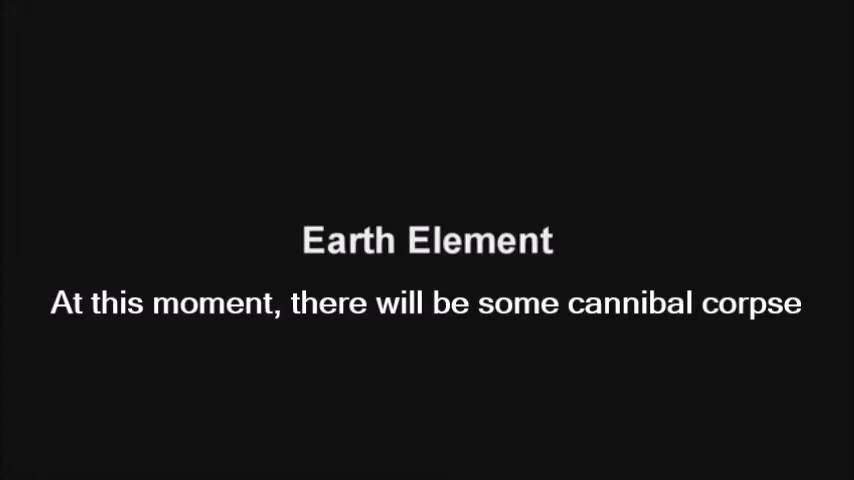 Earth Element
At this moment, there will be some cannibal corpse